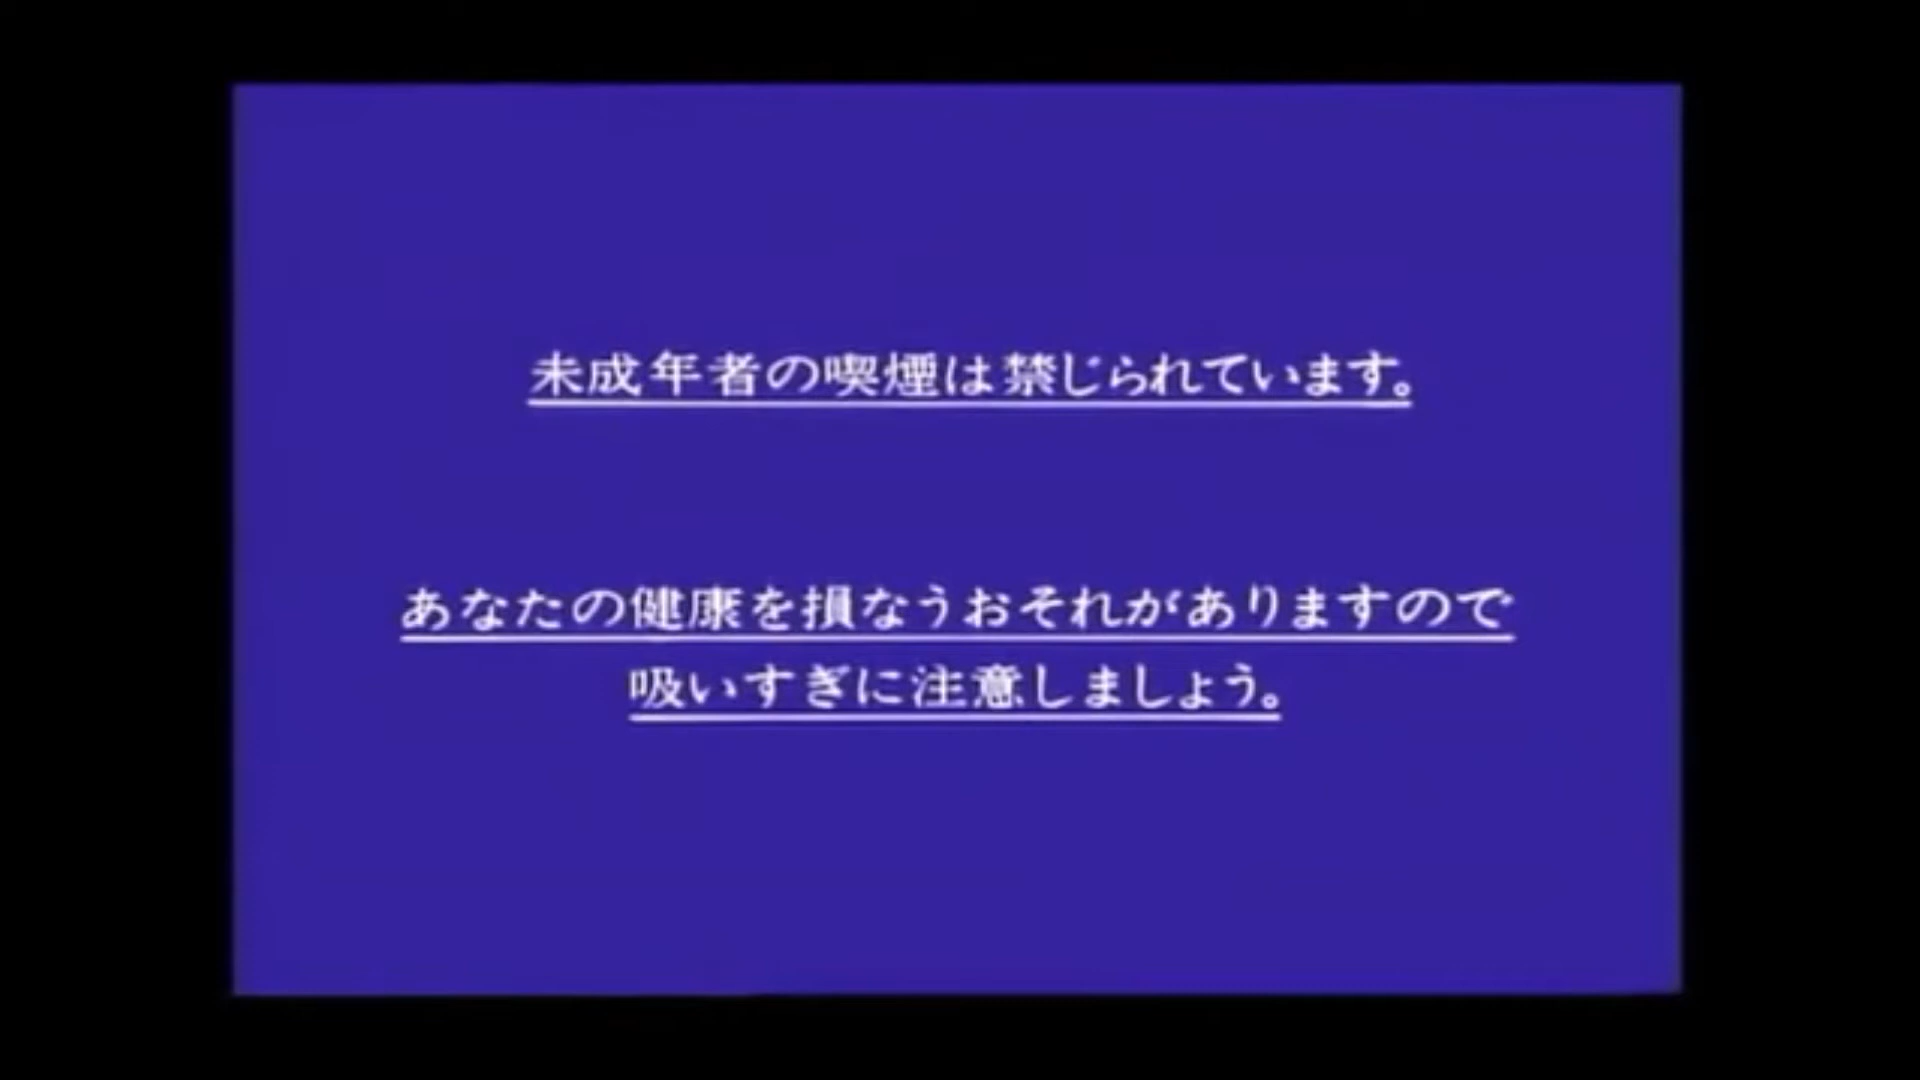 未成年者の喫煙は禁じられています。
あなたの健康を損なうおそれがありますので
吸いすぎに注意しましょう。